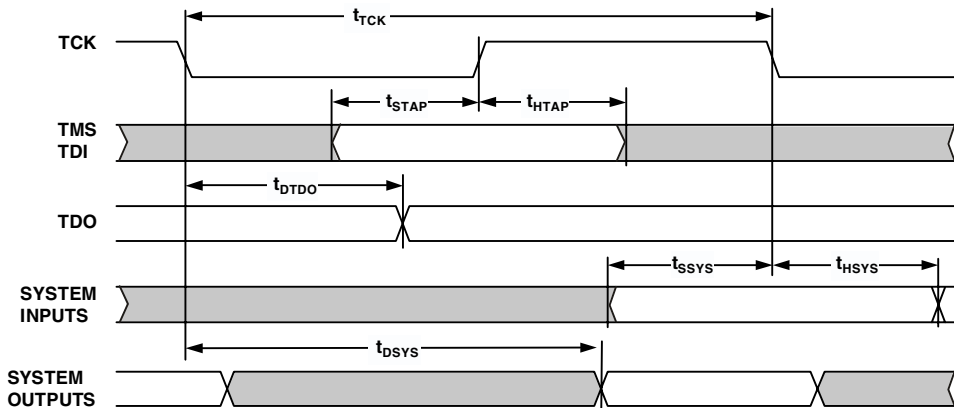 tTCK
TCK
tSTAP
tHTAP
TMS
TDI
tDTDO
TDO
tSSYS
tHSYS
SYSTEM
INPUTS
tDSYS
SYSTEM
OUTPUTS